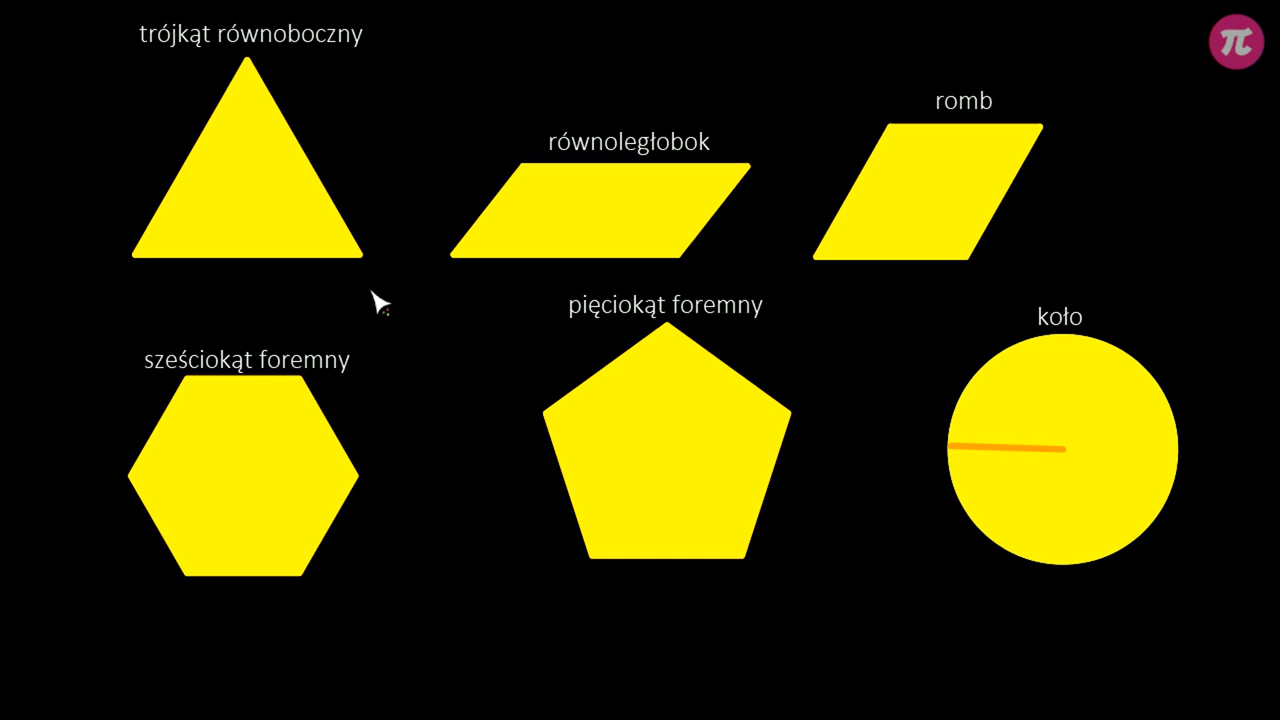 trójkąt równoboczny
równoległobok
romb
sześciokąt foremny
pięciokąt foremny
koło
π